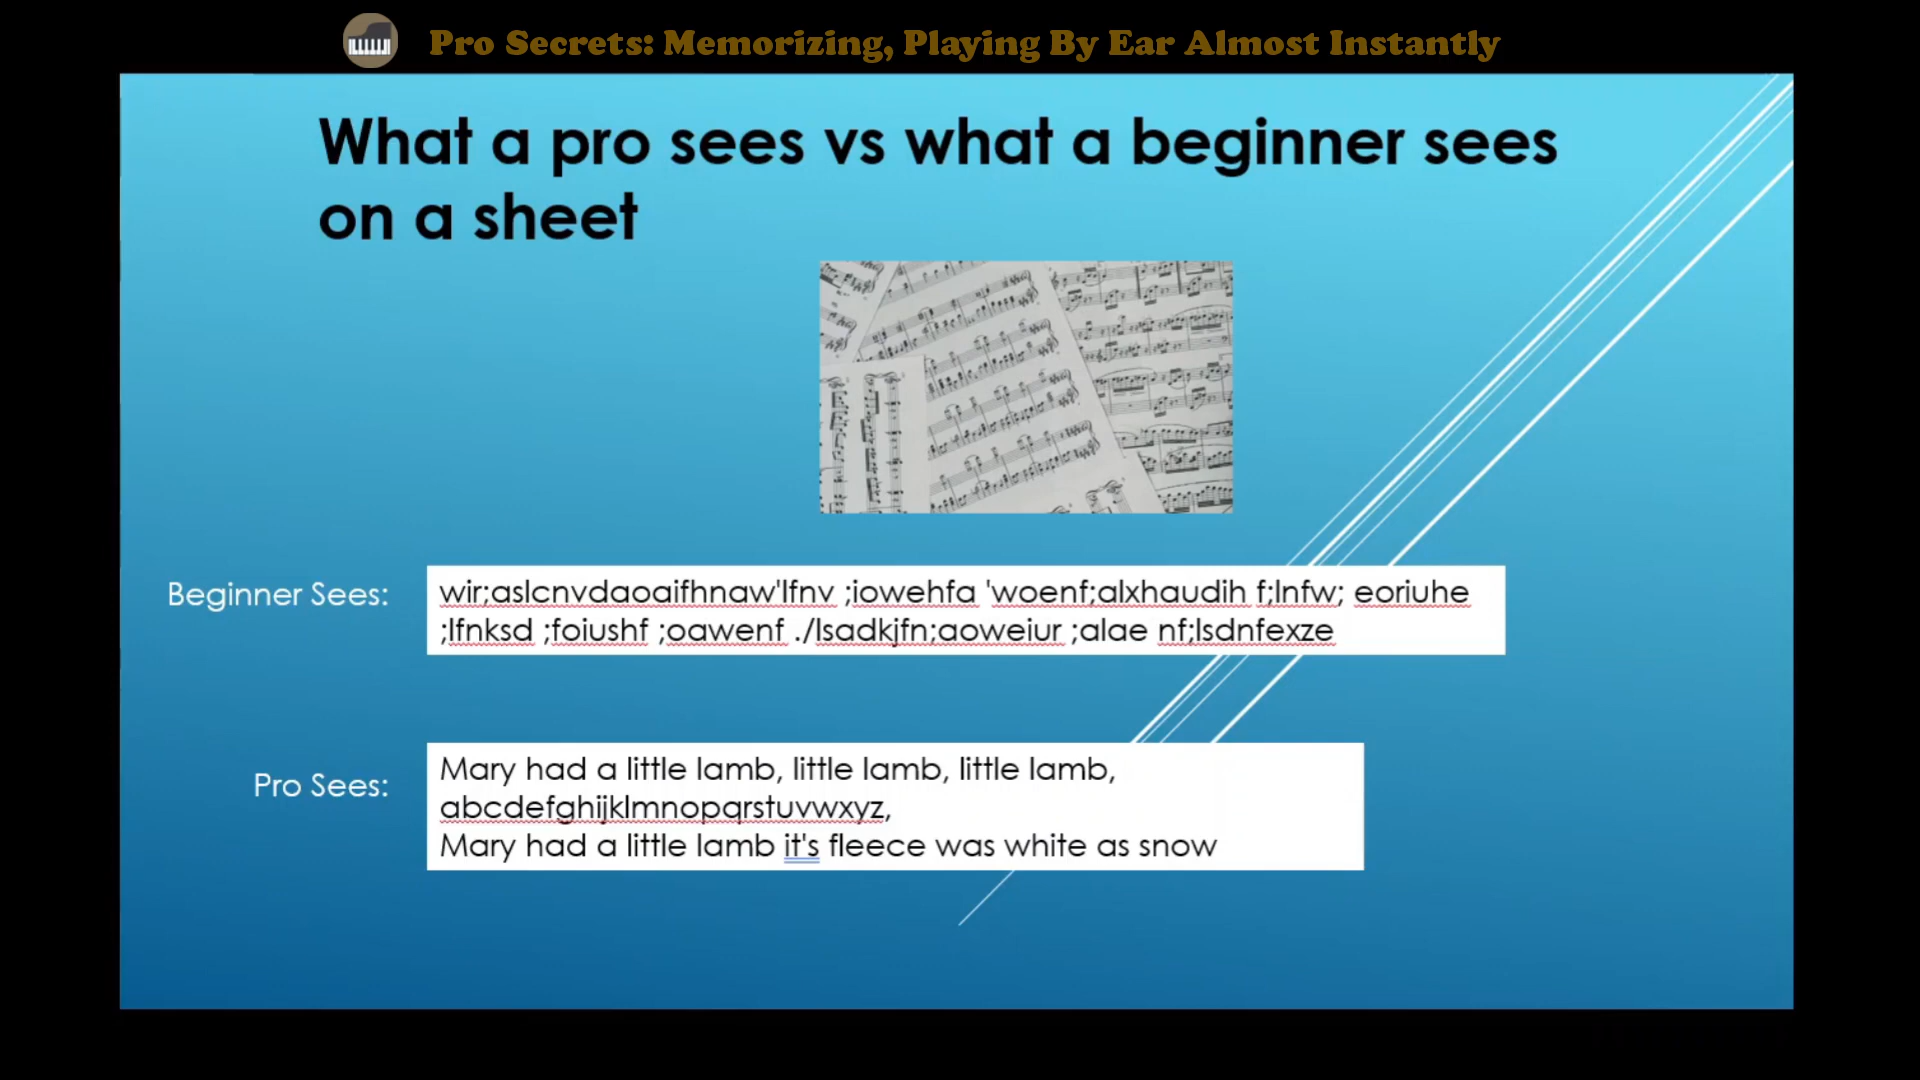 Pro Secrets: Memorizing, Playing By Ear Almost Instantly
What a pro sees vs what a beginner sees
on a sheet
Beginner Sees:
wir;aslcnvdaoaifhnaw'lfnv ;iowehfa 'woenf;alxhaudih f;lnfw; eoriuhe
;lfnksd ;foiushf ;oawenf ./lsadkjfn;aoweiur ;alae nf;lsdnfexze
Pro Sees:
Mary had a little lamb, little lamb, little lamb,
abcdefghijklmnopqrstuvwxyz,
Mary had a little lamb it's fleece was white as snow